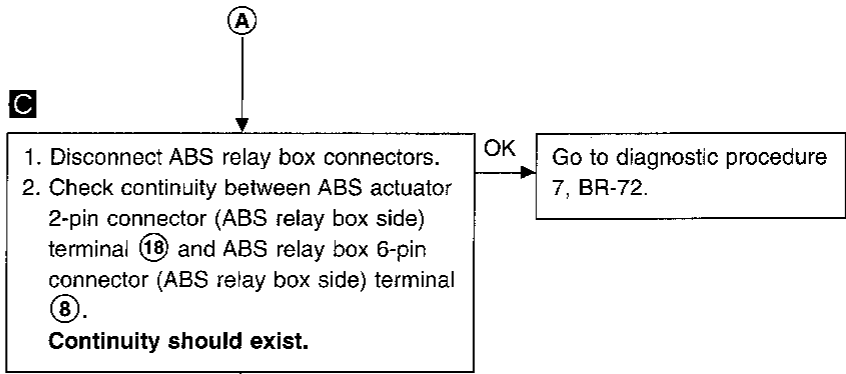 A
C
1. Disconnect ABS relay box connectors.
2. Check continuity between ABS actuator
2-pin connector (ABS relay box side)
terminal 18 and ABS relay box 6-pin
connector (ABS relay box side) terminal
8.
Continuity should exist.
OK
Go to diagnostic procedure
7, BR-72.